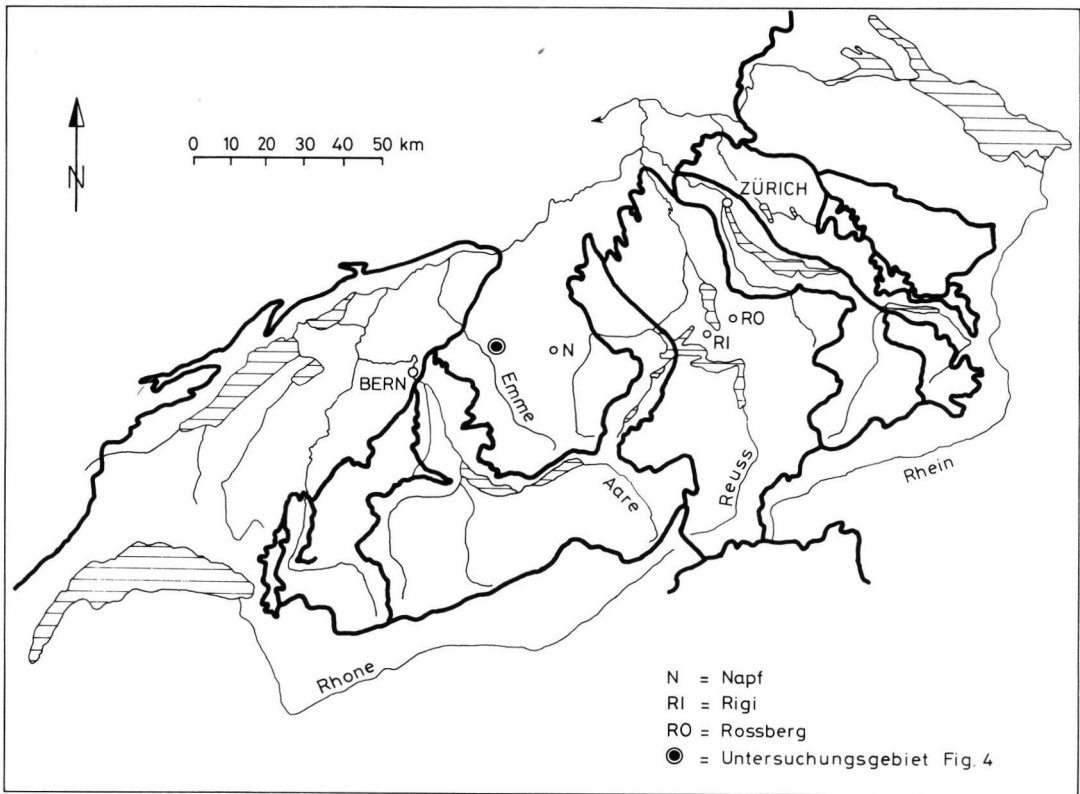 N
0 10 20 30 40 50 km
ZÜRICH
RO
RI
N
BERN
Emme
Aare
Reuss
Rhein
Rhone
N = Napf
RI = Rigi
RO = Rossberg
= Untersuchungsgebiet Fig. 4